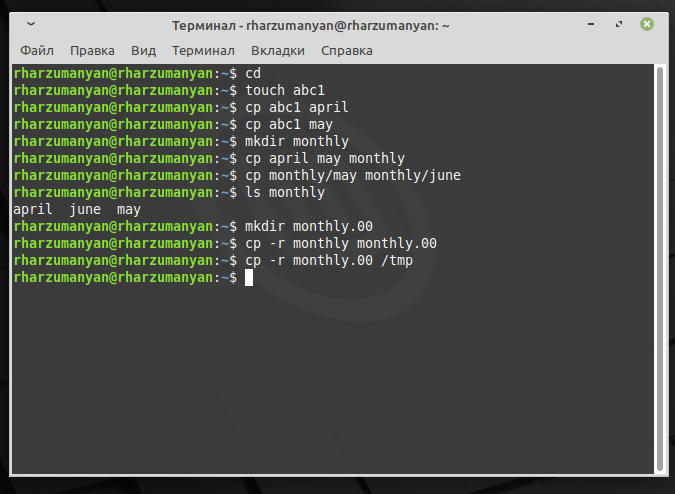 Терминал - rharzumanyan@rharzumanyan: ~
Файл Правка Вид Терминал Вкладки Справка
rharzumanyan@rharzumanyan:~$ cd
rharzumanyan@rharzumanyan:~$ touch abc1
rharzumanyan@rharzumanyan:~$ cp abc1 april
rharzumanyan@rharzumanyan:~$ cp abc1 may
rharzumanyan@rharzumanyan:~$ mkdir monthly
rharzumanyan@rharzumanyan:~$ cp april may monthly
rharzumanyan@rharzumanyan:~$ cp monthly/may monthly/june
rharzumanyan@rharzumanyan:~$ ls monthly
april  june  may
rharzumanyan@rharzumanyan:~$ mkdir monthly.00
rharzumanyan@rharzumanyan:~$ cp -r monthly monthly.00
rharzumanyan@rharzumanyan:~$ cp -r monthly.00 /tmp
rharzumanyan@rharzumanyan:~$